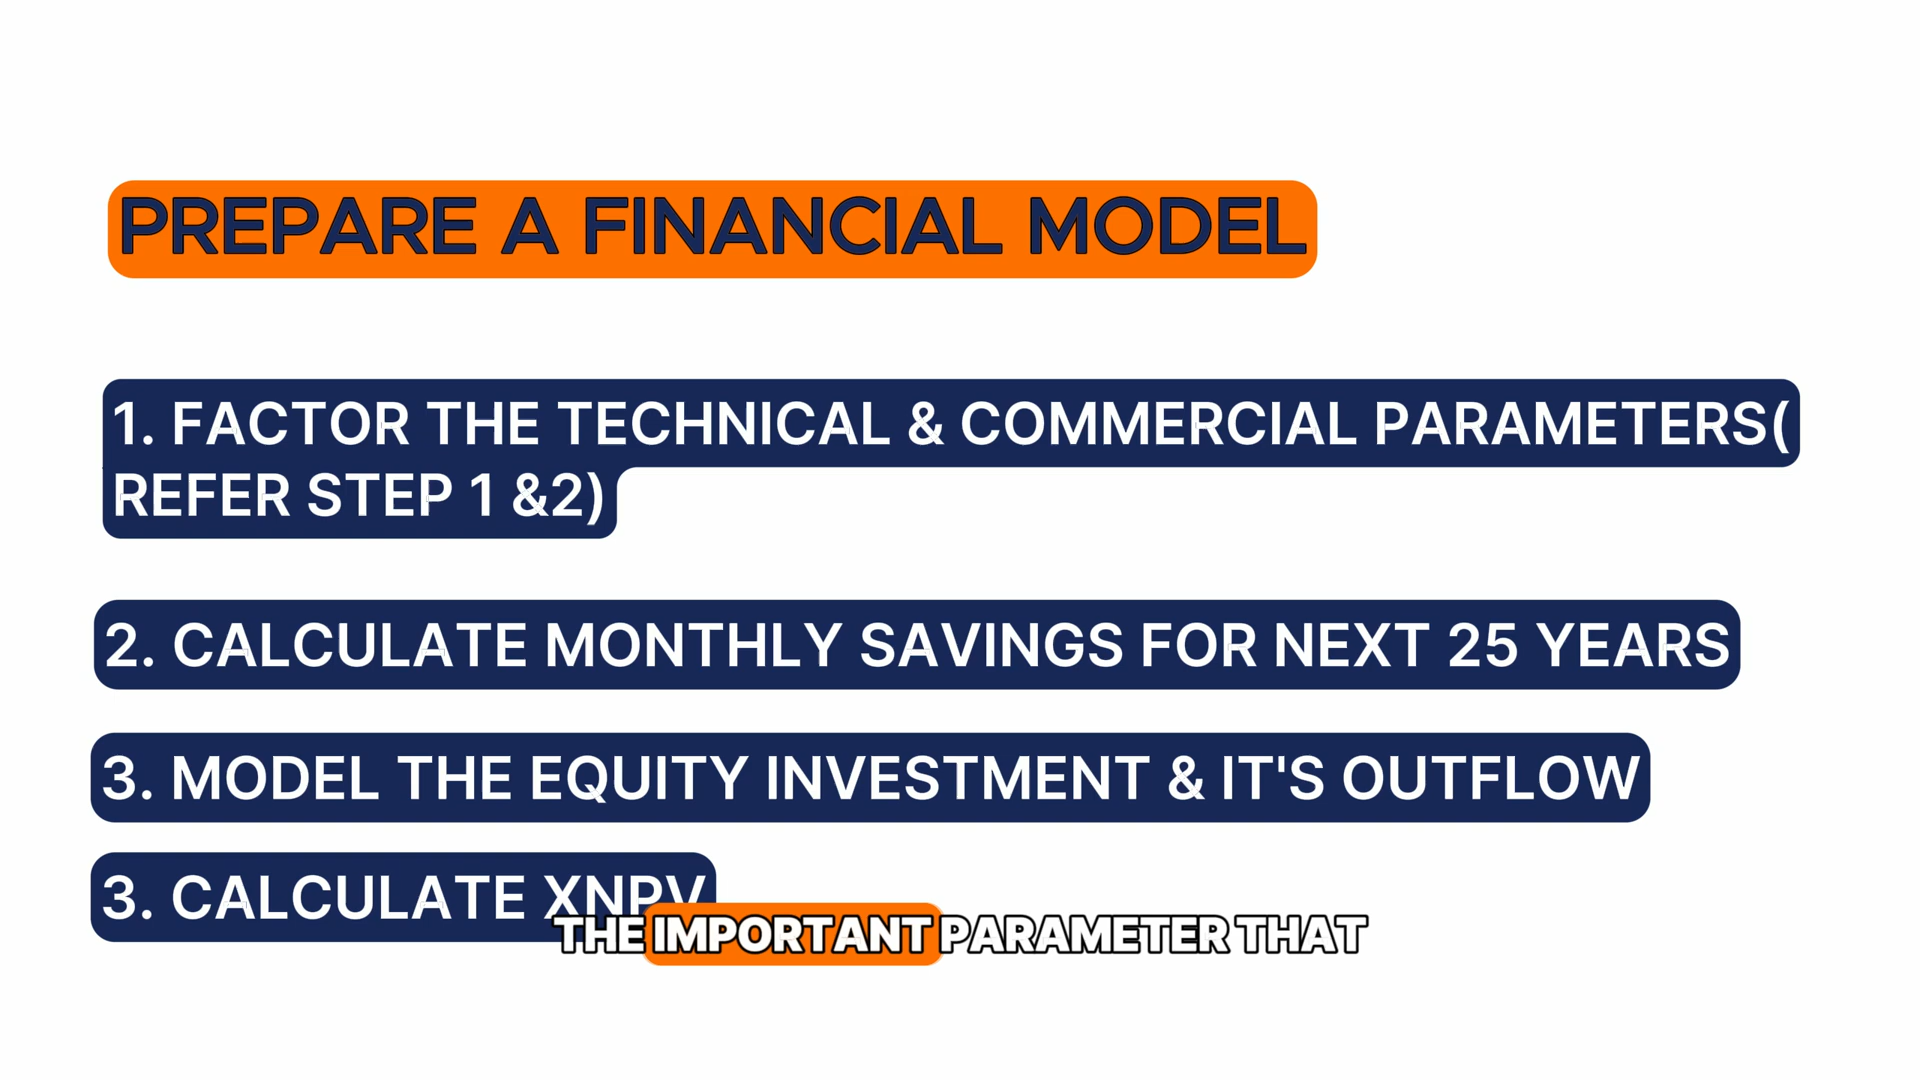 PREPARE A FINANCIAL MODEL
1. FACTOR THE TECHNICAL & COMMERCIAL PARAMETERS(
REFER STEP 1 &2)
2. CALCULATE MONTHLY SAVINGS FOR NEXT 25 YEARS
3. MODEL THE EQUITY INVESTMENT & IT'S OUTFLOW
3. CALCULATE XNPV
THE IMPORTANT PARAMETER THAT